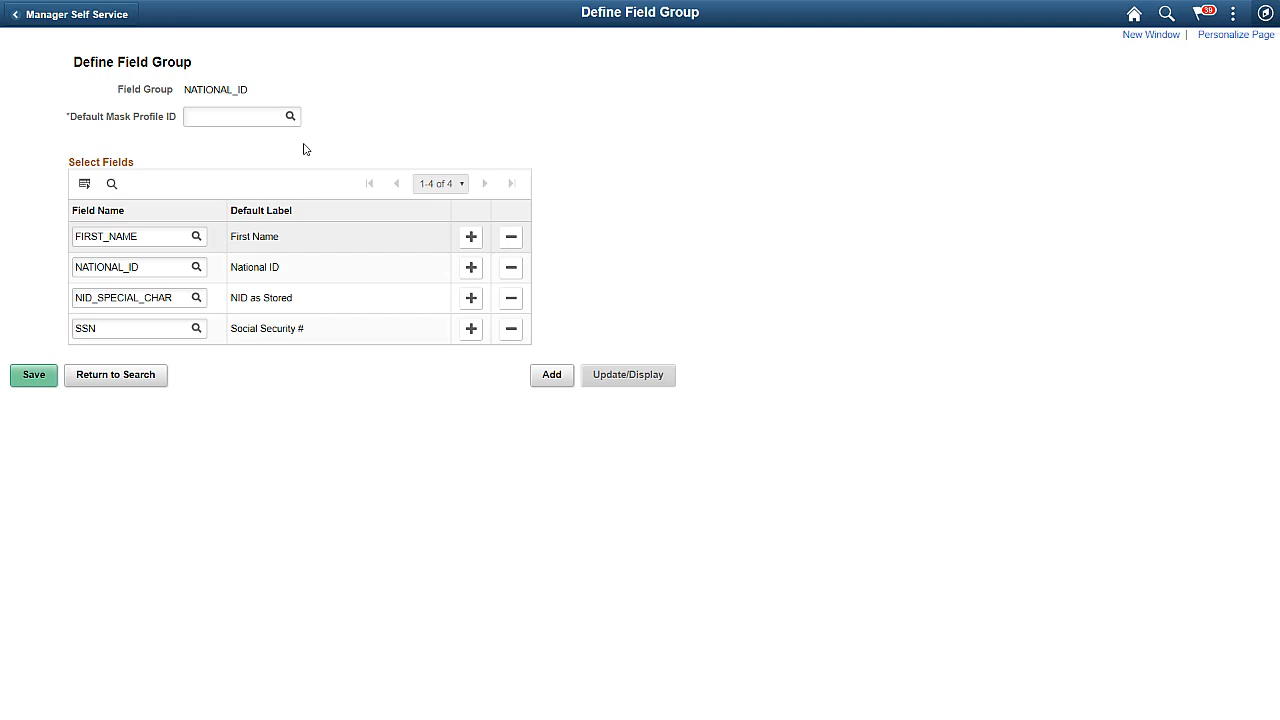 Manager Self Service
Define Field Group
39
New Window | Personalize Page
Define Field Group
Field Group NATIONAL_ID
*Default Mask Profile ID
Select Fields
1-4 of 4
Field Name Default Label
FIRST_NAME First Name
NATIONAL_ID National ID
NID_SPECIAL_CHAR NID as Stored
SSN Social Security #
Save Return to Search Add Update/Display